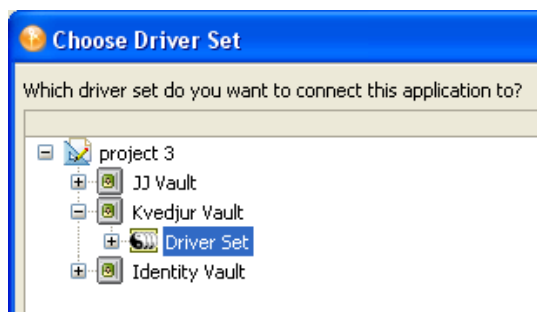 Choose Driver Set
Which driver set do you want to connect this application to?
project 3
JJ Vault
Kvedjur Vault
Driver Set
Identity Vault